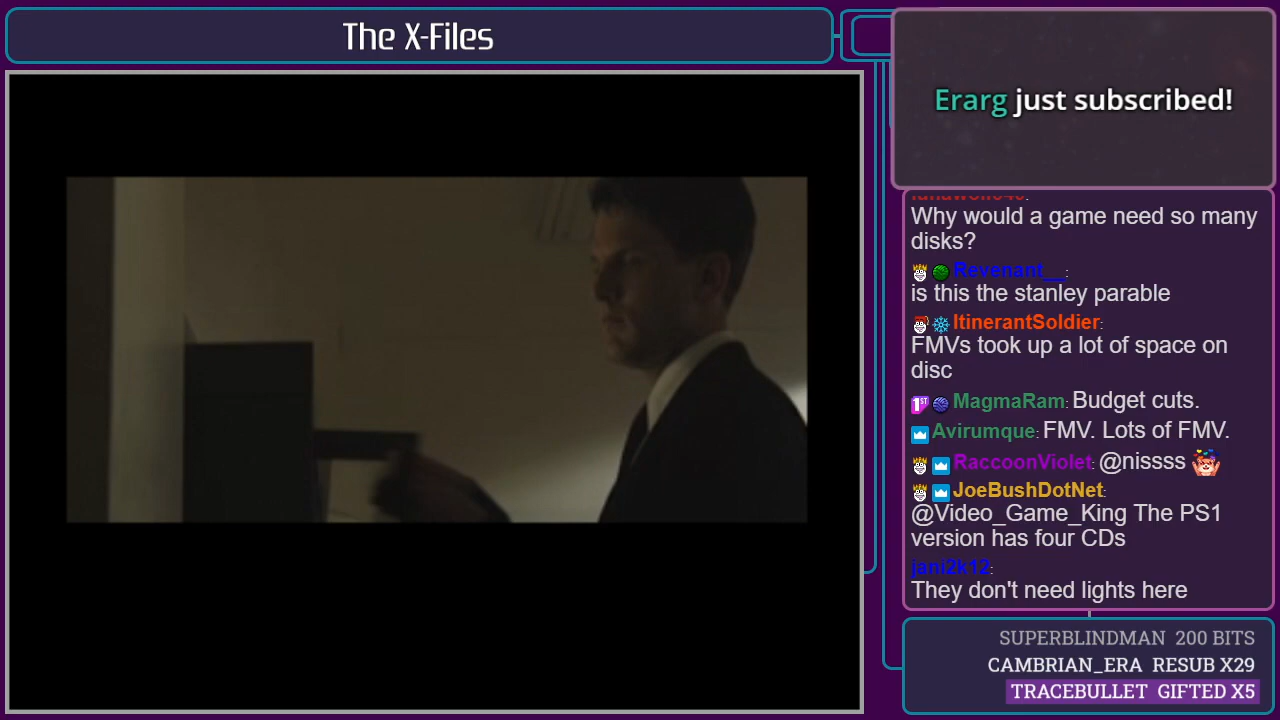 The X-Files
Erarg just subscribed!
Why would a game need so many
disks?
Revenant__:
is this the stanley parable
ItinerantSoldier:
FMVs took up a lot of space on
disc
1ST MagmaRam: Budget cuts.
Avirumque: FMV. Lots of FMV.
RaccoonViolet: @nissss
JoeBushDotNet:
@Video_Game_King The PS1
version has four CDs
jani2k12:
They don't need lights here
SUPERBLINDMAN 200 BITS
CAMBRIAN_ERA RESUB X29
TRACEBULLET GIFTED X5